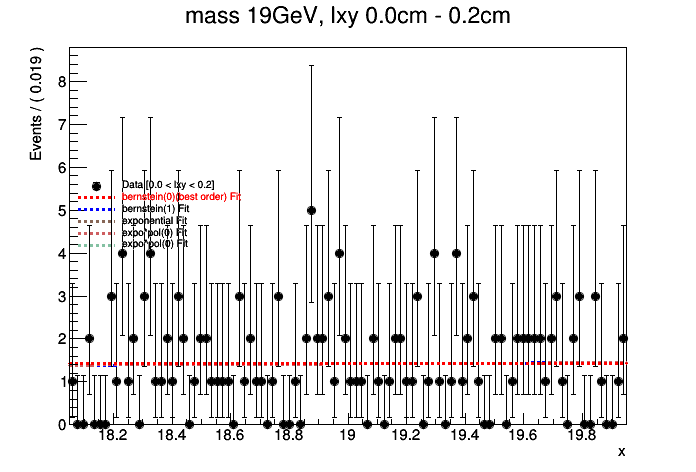 mass 19GeV, lxy 0.0cm - 0.2cm
Events / ( 0.019 )
8
7
6
5
4
3
2
1
0
Data [0.0 < lxy < 0.2]
bernstein(0)(best order) Fit
bernstein(1) Fit
exponential Fit
expo*pol(0) Fit
expo*pol(0) Fit
18.2 18.4 18.6 18.8 19 19.2 19.4 19.6 19.8
x